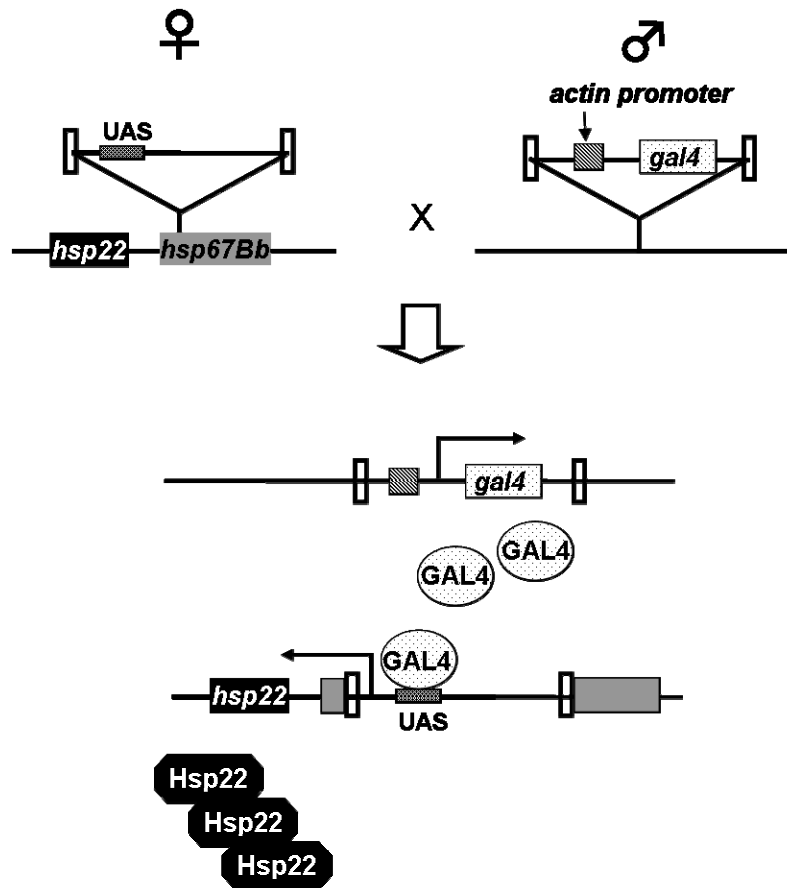 ♀
♂
actin promoter
UAS
gal4
hsp22
hsp67Bb
X
gal4
GAL4
GAL4
GAL4
hsp22
UAS
Hsp22
Hsp22
Hsp22